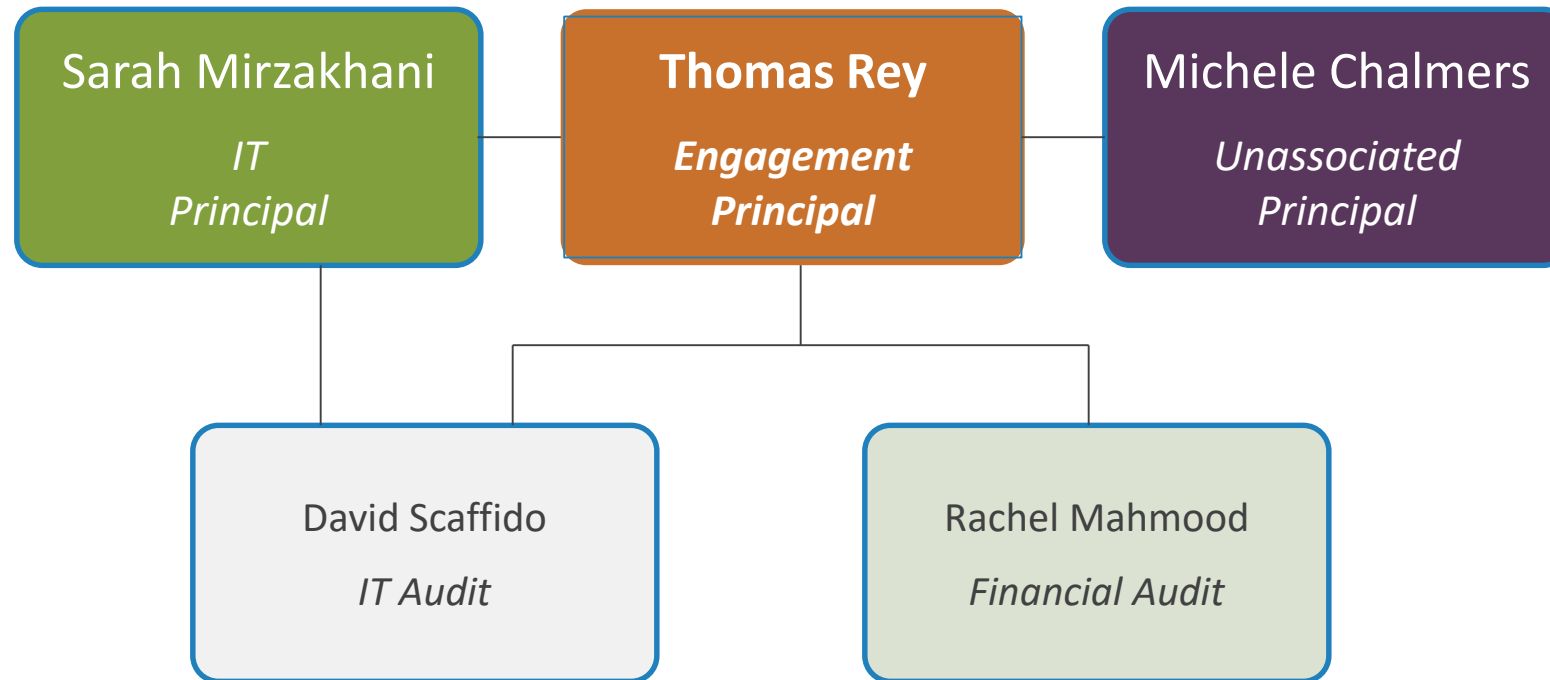 Sarah Mirzakhani
IT
Principal
Thomas Rey
Engagement
Principal
Michele Chalmers
Unassociated
Principal
David Scaffido
IT Audit
Rachel Mahmood
Financial Audit